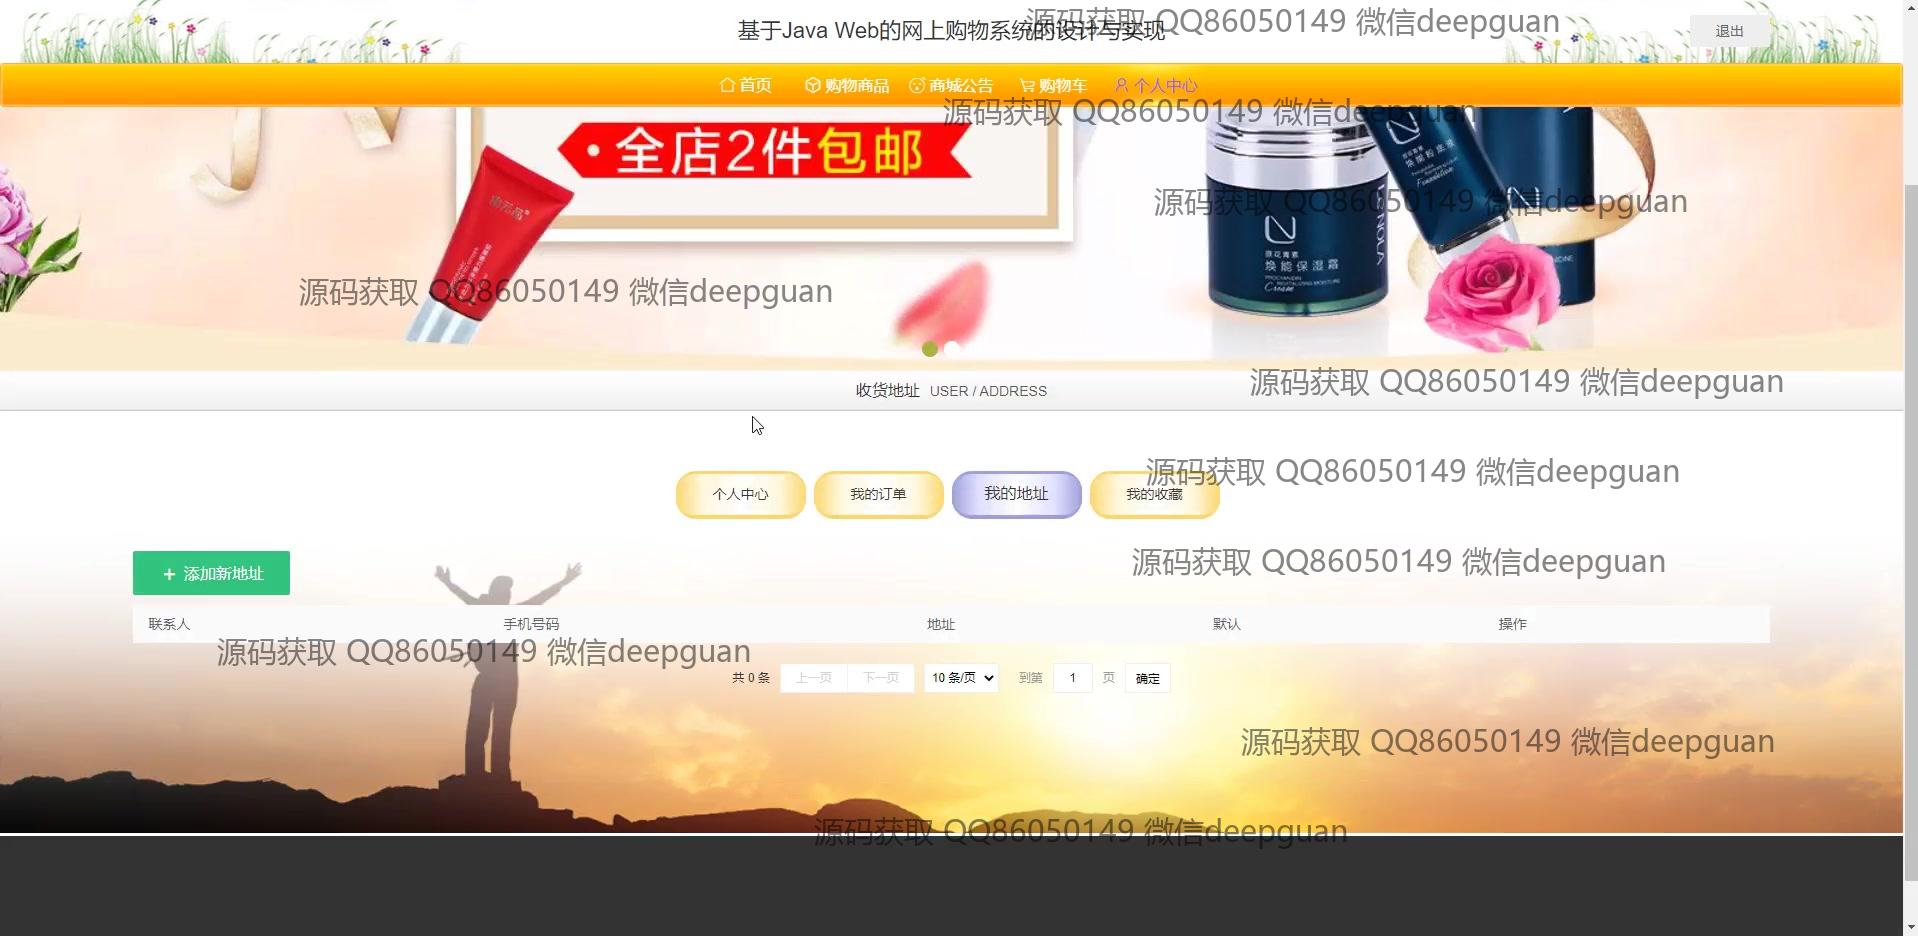 基于Java Web的网上购物系统的设计与实现
源码获取 QQ86050149 微信deepguan
退出
首页 购物商品 商城公告 购物车 个人中心
源码获取 QQ86050149 微信deepguan
全店2件包邮
源码获取 QQ86050149 微信deepguan
焕能保湿霜
Cream
Foundation
源码获取 QQ86050149 微信deepguan
收货地址 USER / ADDRESS
源码获取 QQ86050149 微信deepguan
个人中心 我的订单 我的地址 我的收藏
源码获取 QQ86050149 微信deepguan
+ 添加新地址
源码获取 QQ86050149 微信deepguan
联系人 手机号码 地址 默认 操作
源码获取 QQ86050149 微信deepguan
共 0 条 上一页 下一页 10 条/页 到第 1 页 确定
源码获取 QQ86050149 微信deepguan
源码获取 QQ86050149 微信deepguan